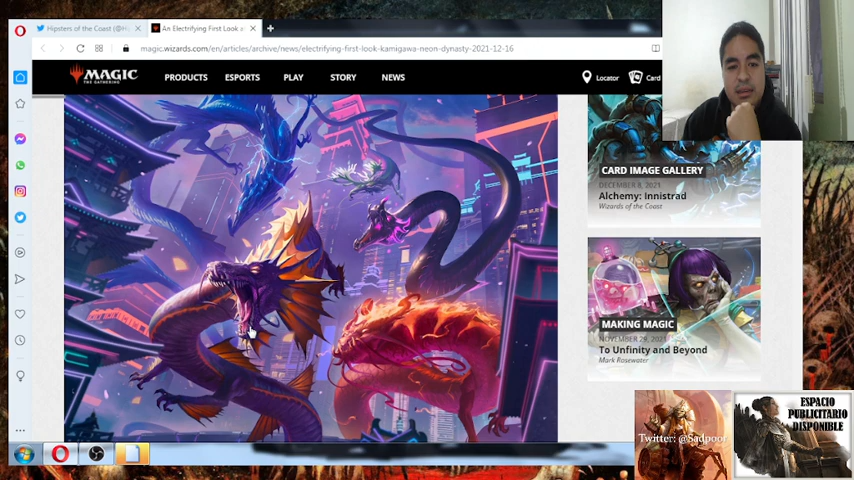 Hipsters of the Coast (@Hi
An Electrifying First Look a
magic.wizards.com/en/articles/archive/news/electrifying-first-look-kamigawa-neon-dynasty-2021-12-16
MAGIC
THE GATHERING
PRODUCTS
ESPORTS
PLAY
STORY
NEWS
Locator
Card
CARD IMAGE GALLERY
DECEMBER 8, 2021
Alchemy: Innistrad
Wizards of the Coast
MAKING MAGIC
NOVEMBER 29, 2021
To Unfinity and Beyond
Mark Rosewater
Twitter: @Sadpoor
ESPACIO
PUBLICITARIO
DISPONIBLE